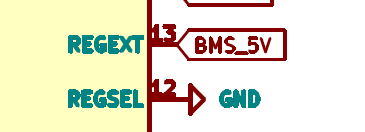 REGEXT 13 BMS_5V
REGSEL 12 GND